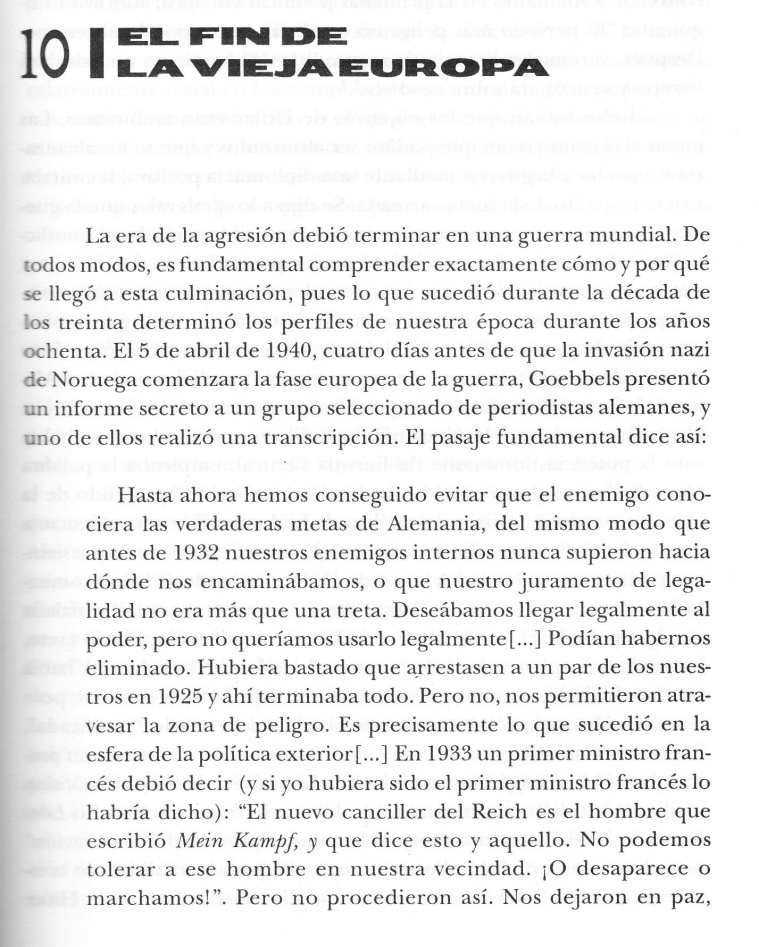 10 EL FIN DE
LA VIEJA EUROPA
La era de la agresión debió terminar en una guerra mundial. De
todos modos, es fundamental comprender exactamente cómo y por qué
se llegó a esta culminación, pues lo que sucedió durante la década de
los treinta determinó los perfiles de nuestra época durante los años
ochenta. El 5 de abril de 1940, cuatro días antes de que la invasión nazi
de Noruega comenzara la fase europea de la guerra, Goebbels presentó
un informe secreto a un grupo seleccionado de periodistas alemanes, y
uno de ellos realizó una transcripción. El pasaje fundamental dice así:
Hasta ahora hemos conseguido evitar que el enemigo cono-
ciera las verdaderas metas de Alemania, del mismo modo que
antes de 1932 nuestros enemigos internos nunca supieron hacia
dónde nos encaminábamos, o que nuestro juramento de lega-
lidad no era más que una treta. Deseábamos llegar legalmente al
poder, pero no queríamos usarlo legalmente[...] Podían habernos
eliminado. Hubiera bastado que arrestasen a un par de los nues-
tros en 1925 y ahí terminaba todo. Pero no, nos permitieron atra-
vesar la zona de peligro. Es precisamente lo que sucedió en la
esfera de la política exterior[...] En 1933 un primer ministro fran-
cés debió decir (y si yo hubiera sido el primer ministro francés lo
habría dicho): “El nuevo canciller del Reich es el hombre que
escribió Mein Kampf, y que dice esto y aquello. No podemos
tolerar a ese hombre en nuestra vecindad. ¡O desaparece o
marchamos!”. Pero no procedieron así. Nos dejaron en paz,